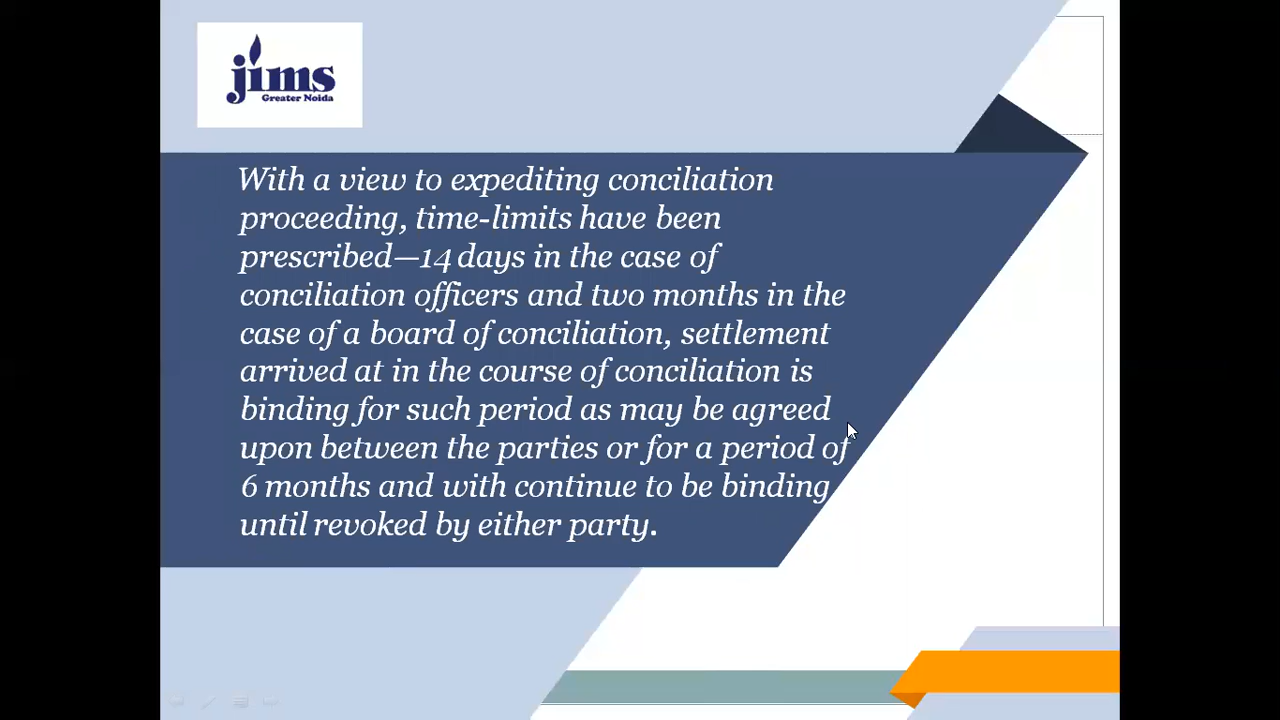 jims
Greater Noida
With a view to expediting conciliation
proceeding, time-limits have been
prescribed—14 days in the case of
conciliation officers and two months in the
case of a board of conciliation, settlement
arrived at in the course of conciliation is
binding for such period as may be agreed
upon between the parties or for a period of
6 months and with continue to be binding
until revoked by either party.